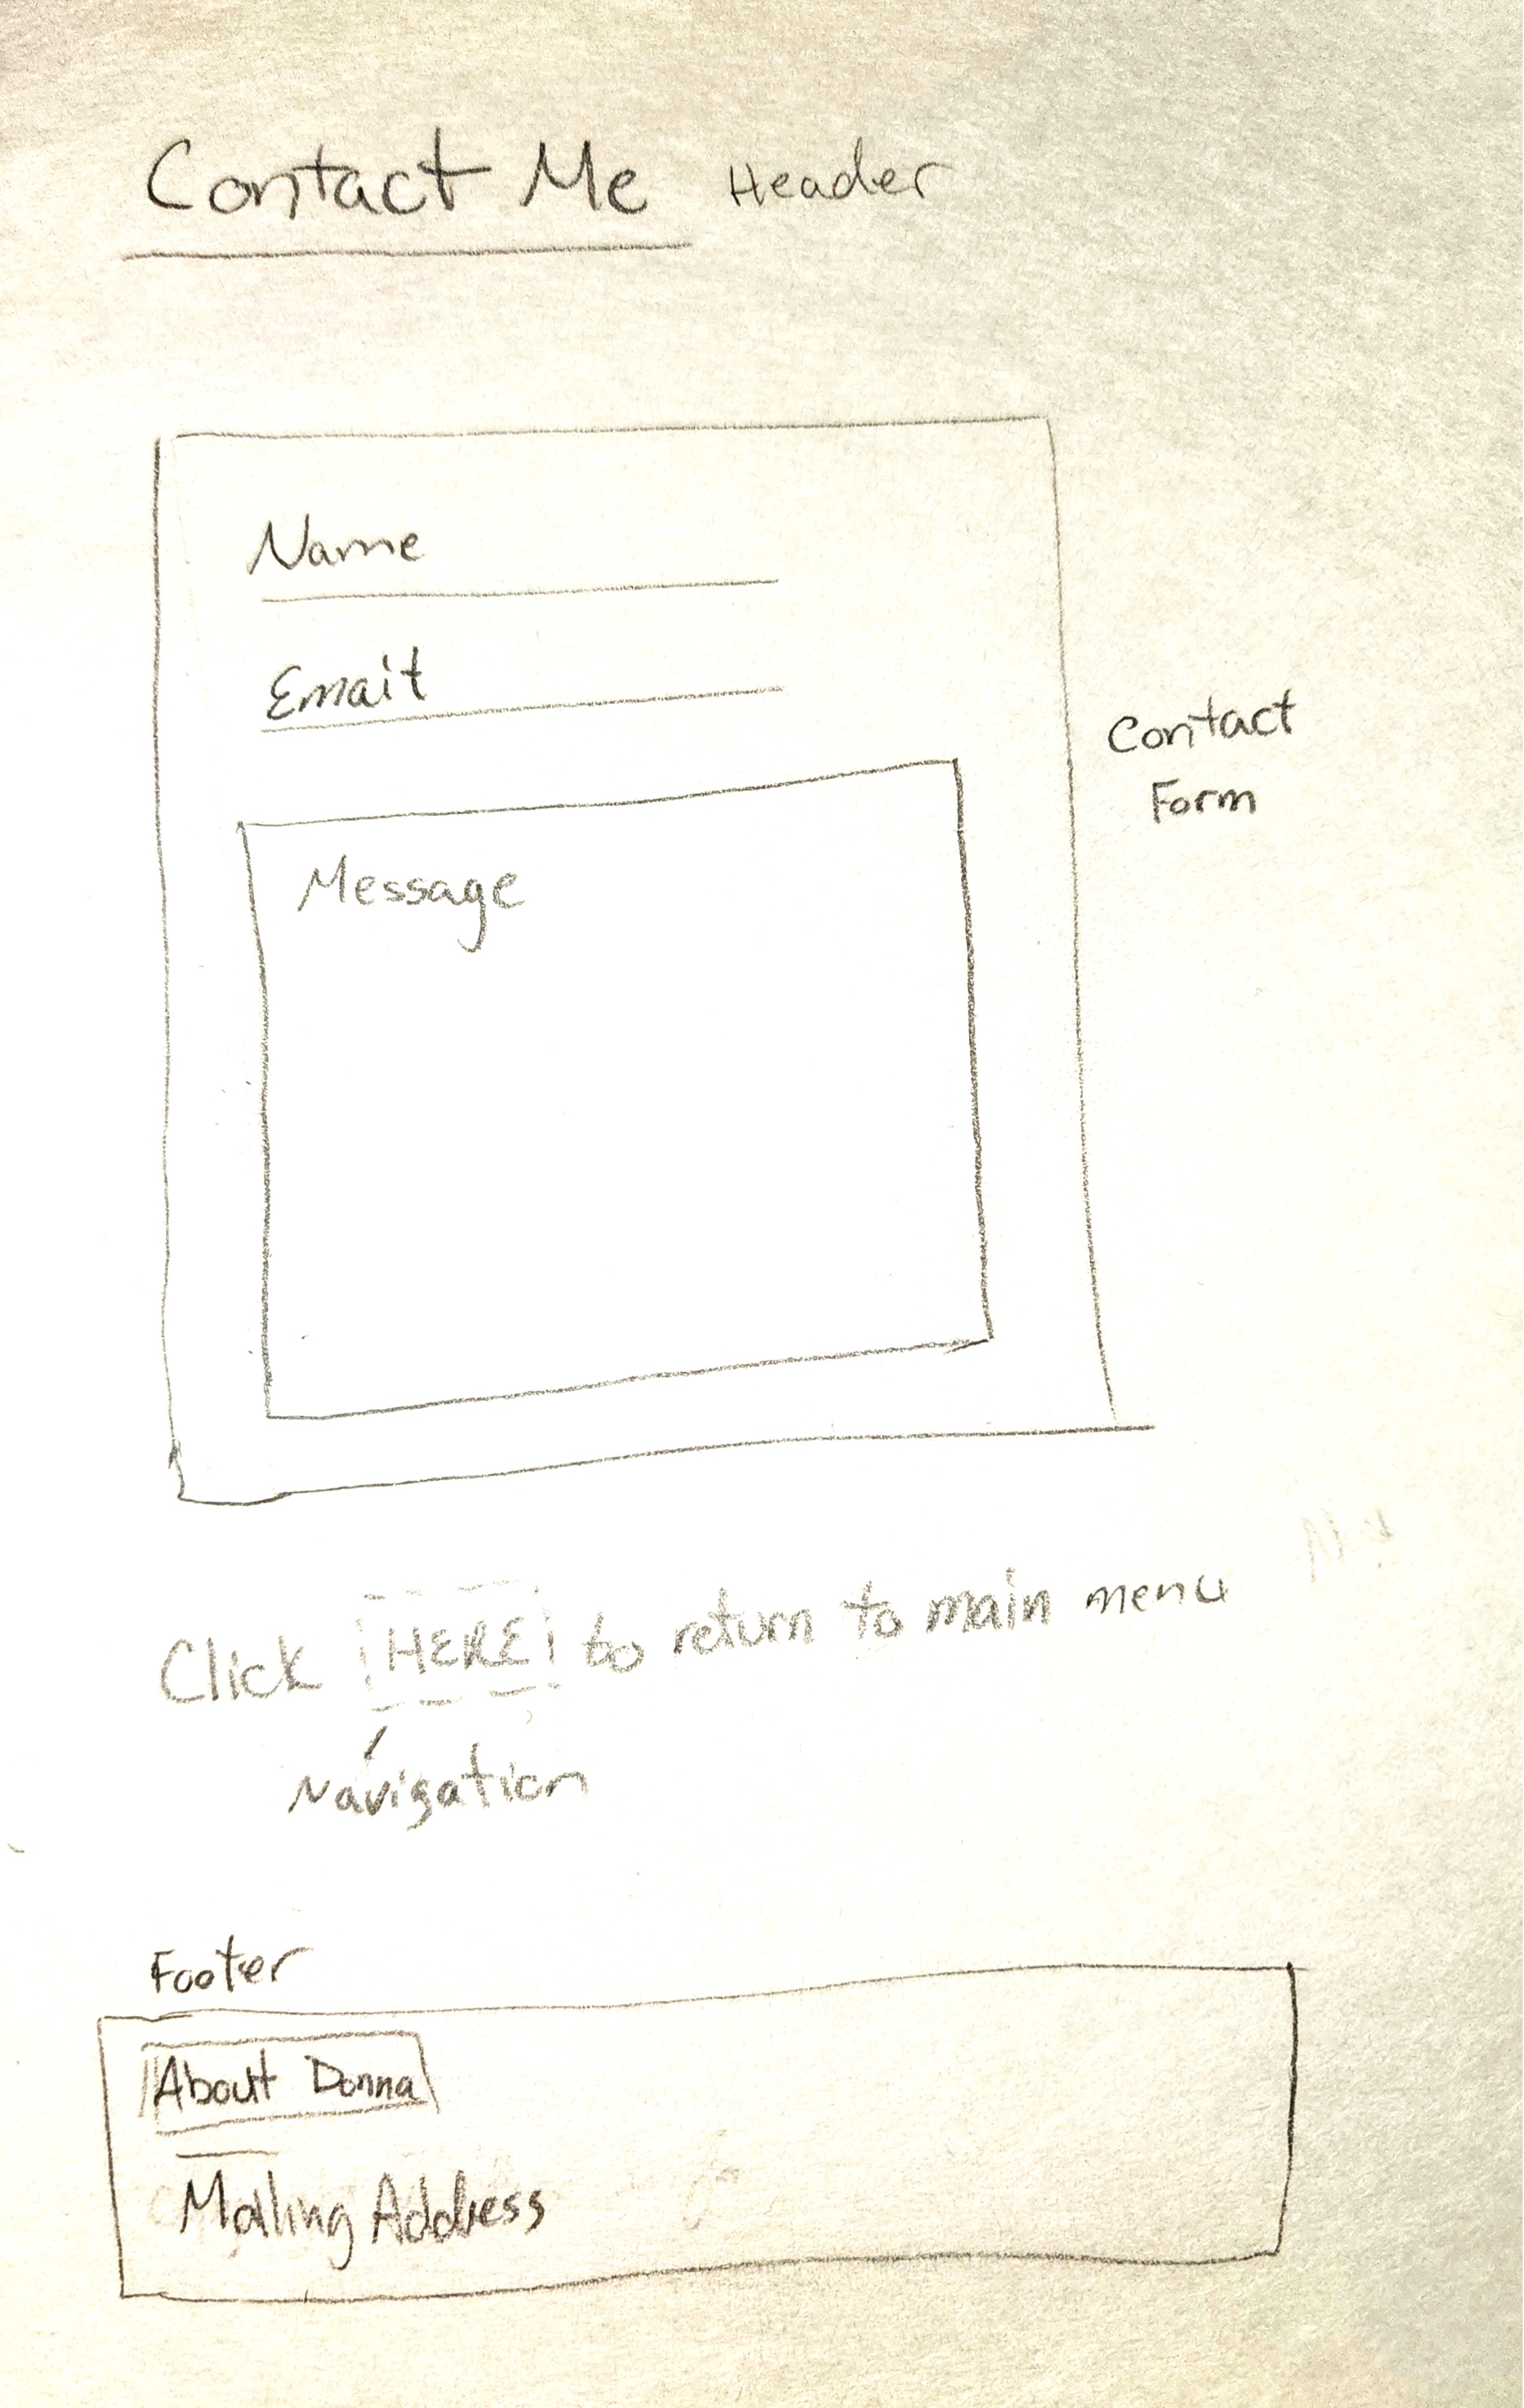 Contact Me Header
Name
Email
Contact
Form
Message
Click HERE to return to main menu
Navigation
Footer
About Donna
Mailing Address